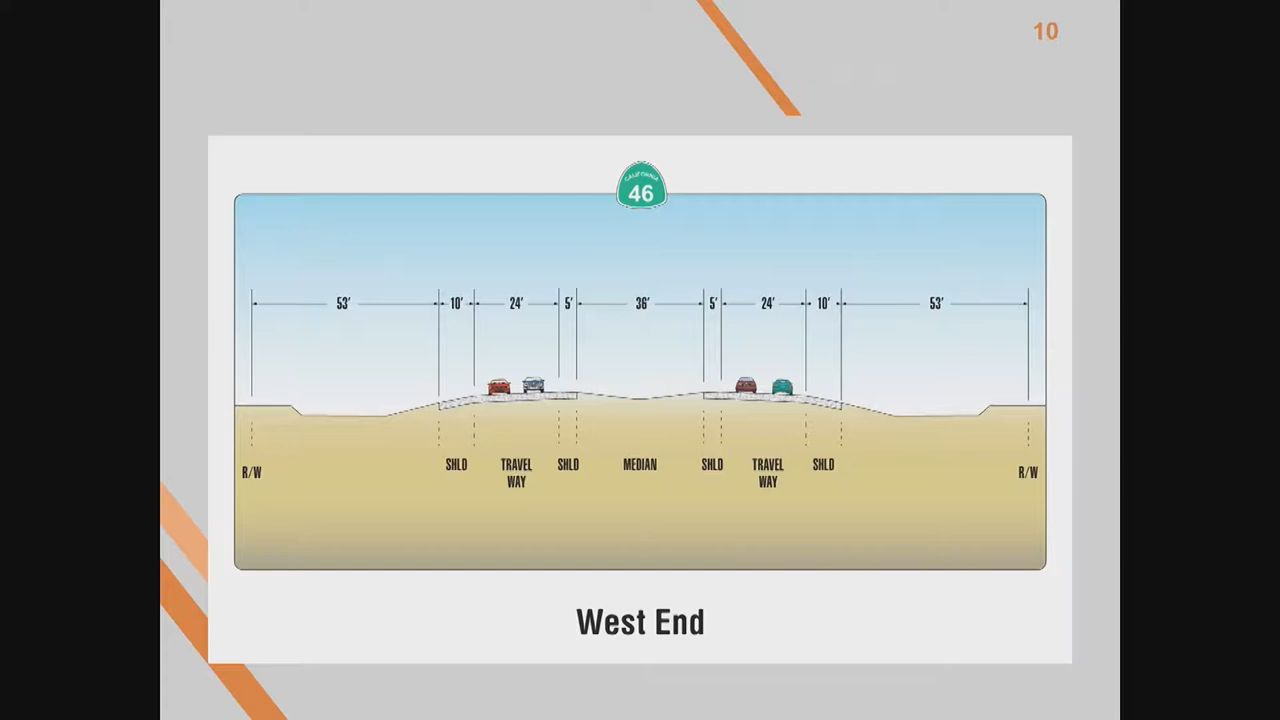 10
CALIFORNIA
46
53' 10' 24' 5' 36' 5' 24' 10' 53'
R/W SHLD TRAVEL WAY SHLD MEDIAN SHLD TRAVEL WAY SHLD R/W
West End